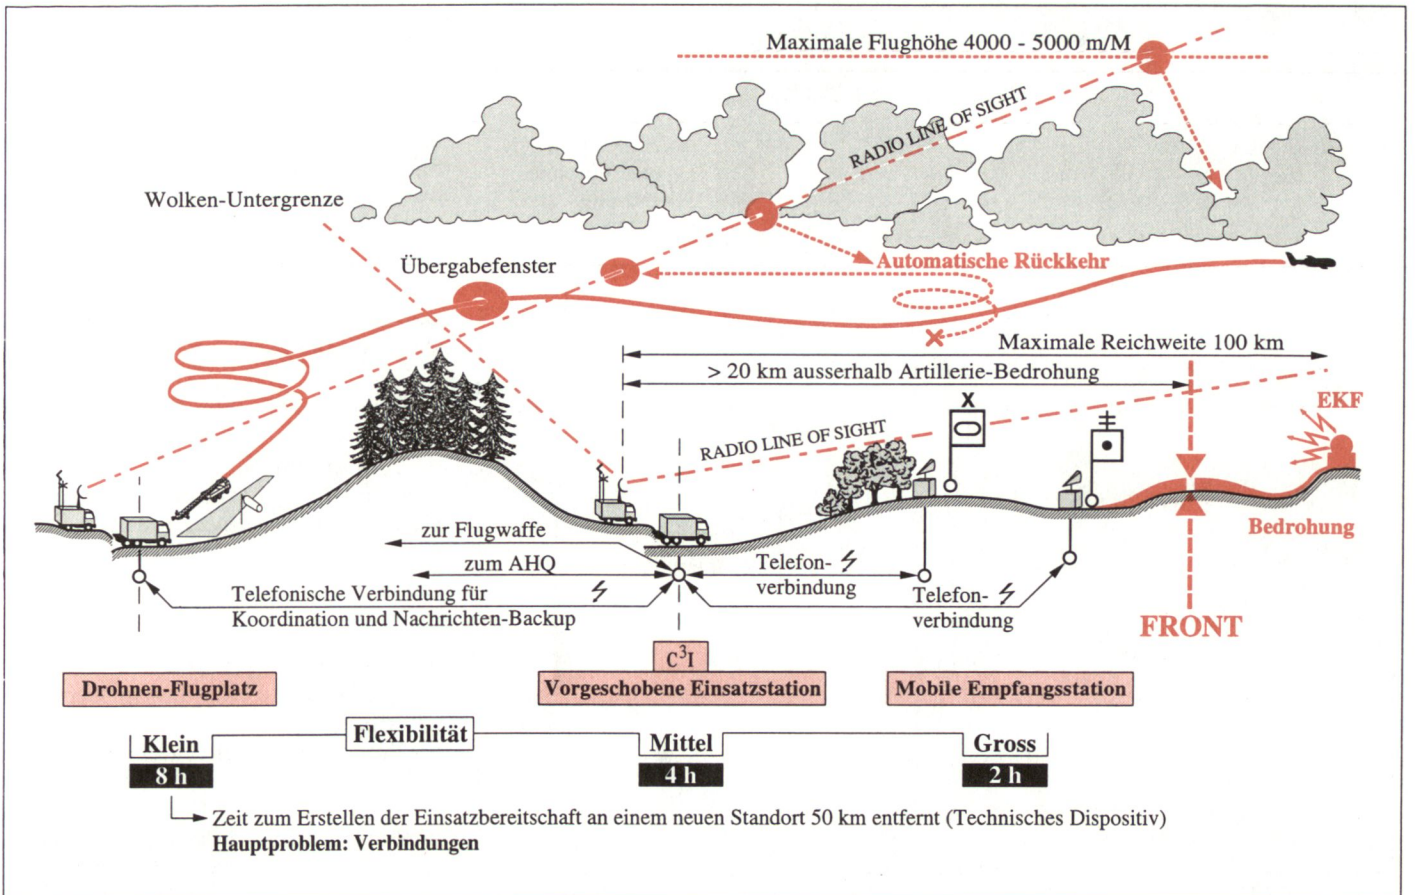 Maximale Flughöhe 4000 - 5000 m/M
RADIO LINE OF SIGHT
Wolken-Untergrenze
Übergabefenster
Automatische Rückkehr
Maximale Reichweite 100 km
> 20 km ausserhalb Artillerie-Bedrohung
X
EKF
RADIO LINE OF SIGHT
Bedrohung
zur Flugwaffe
zum AHQ
Telefon-
verbindung
Telefonische Verbindung für
Koordination und Nachrichten-Backup
Telefon-
verbindung
FRONT
C³I
Drohnen-Flugplatz
Vorgeschobene Einsatzstation
Mobile Empfangsstation
Flexibilität
Klein
Mittel
Gross
8 h
4 h
2 h
Zeit zum Erstellen der Einsatzbereitschaft an einem neuen Standort 50 km entfernt (Technisches Dispositiv)
Hauptproblem: Verbindungen